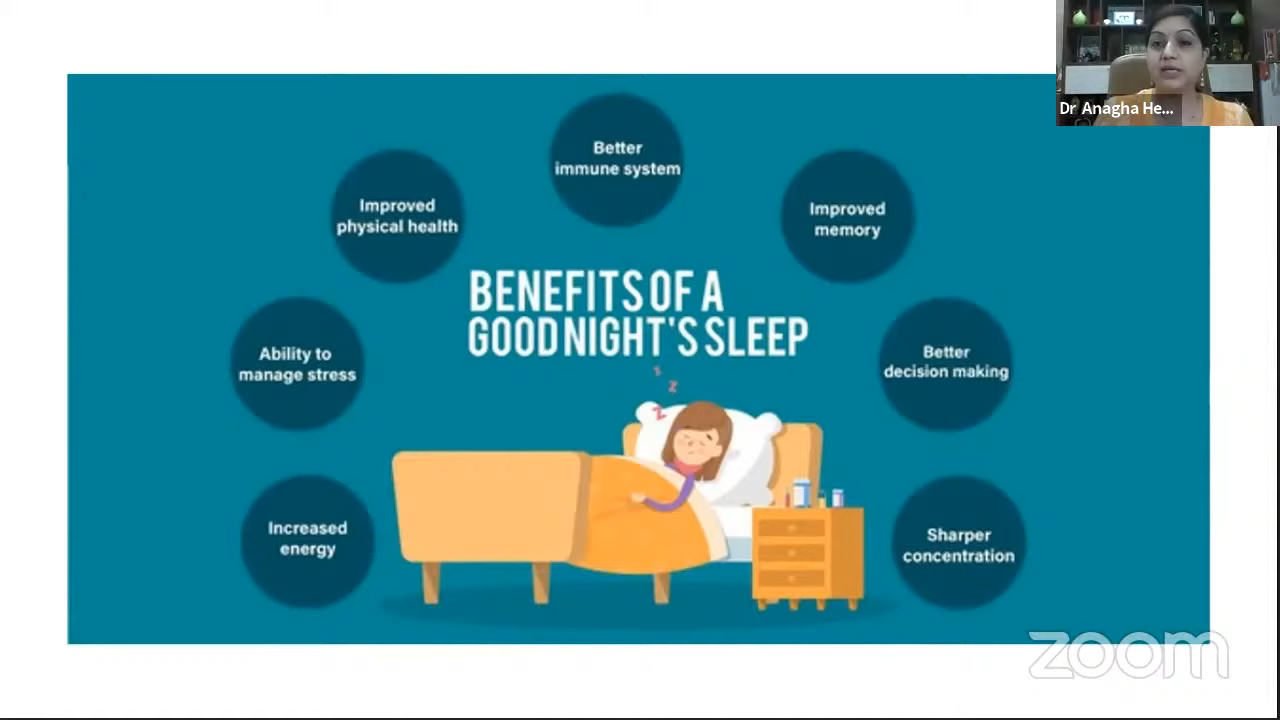 Dr Anagha He...
Better
immune system
Improved
physical health
Improved
memory
BENEFITS OF A
GOOD NIGHT'S SLEEP
Ability to
manage stress
Better
decision making
z
z
z
Increased
energy
Sharper
concentration
zoom